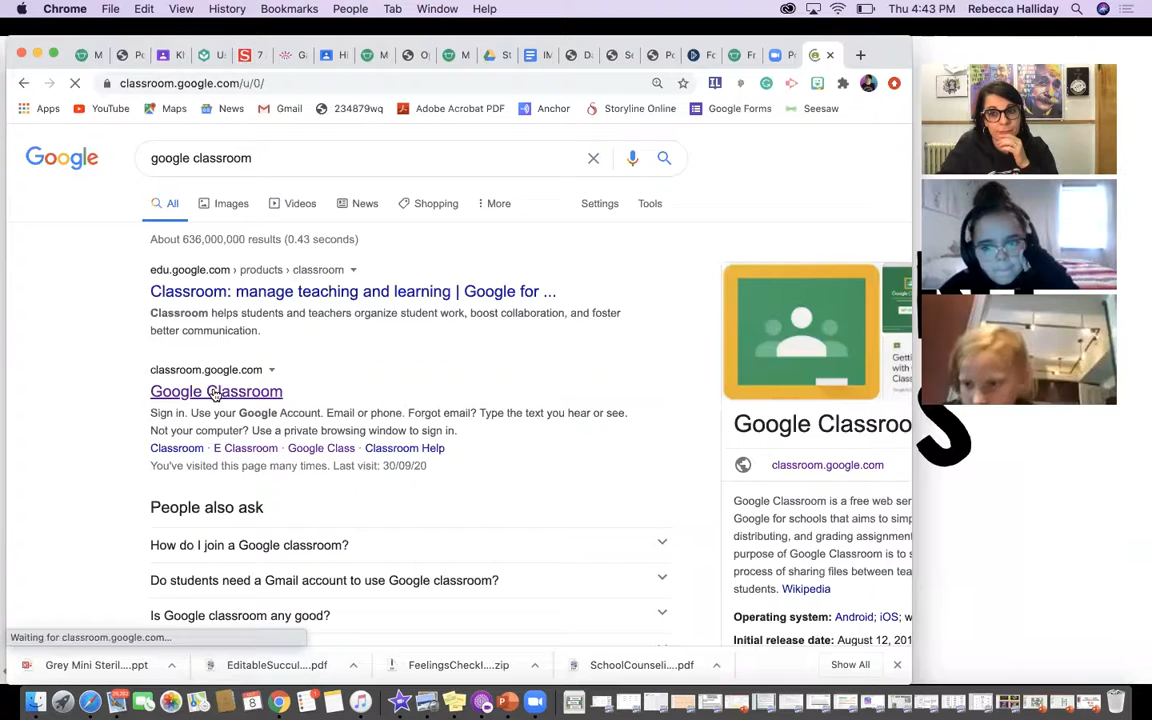 Chrome File Edit View History Bookmarks People Tab Window Help Thu 4:43 PM Rebecca Halliday
classroom.google.com/u/0/
Apps YouTube Maps News Gmail 234879wq Adobe Acrobat PDF Anchor Storyline Online Google Forms Seesaw
Google google classroom
All Images Videos News Shopping More Settings Tools
About 636,000,000 results (0.43 seconds)
edu.google.com › products › classroom
Classroom: manage teaching and learning | Google for ...
Classroom helps students and teachers organize student work, boost collaboration, and foster
better communication.
classroom.google.com
Google Classroom
Sign in. Use your Google Account. Email or phone. Forgot email? Type the text you hear or see.
Not your computer? Use a private browsing window to sign in.
Classroom · E Classroom · Google Class · Classroom Help
You've visited this page many times. Last visit: 30/09/20
People also ask
How do I join a Google classroom?
Do students need a Gmail account to use Google classroom?
Is Google classroom any good?
Getti
with G
Clas
Google Classroo
classroom.google.com
Google Classroom is a free web ser
Google for schools that aims to simp
distributing, and grading assignment
purpose of Google Classroom is to s
process of sharing files between tea
students. Wikipedia
Operating system: Android; iOS; w
Initial release date: August 12, 201
S
Waiting for classroom.google.com...
Grey Mini Steril....ppt EditableSuccul...pdf FeelingsCheckl....zip SchoolCounseli....pdf Show All